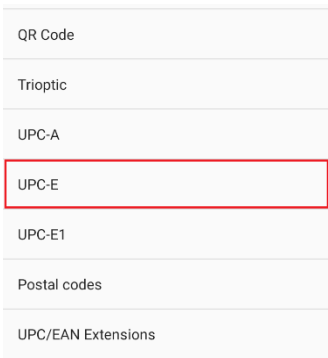 QR Code
Trioptic
UPC-A
UPC-E
UPC-E1
Postal codes
UPC/EAN Extensions